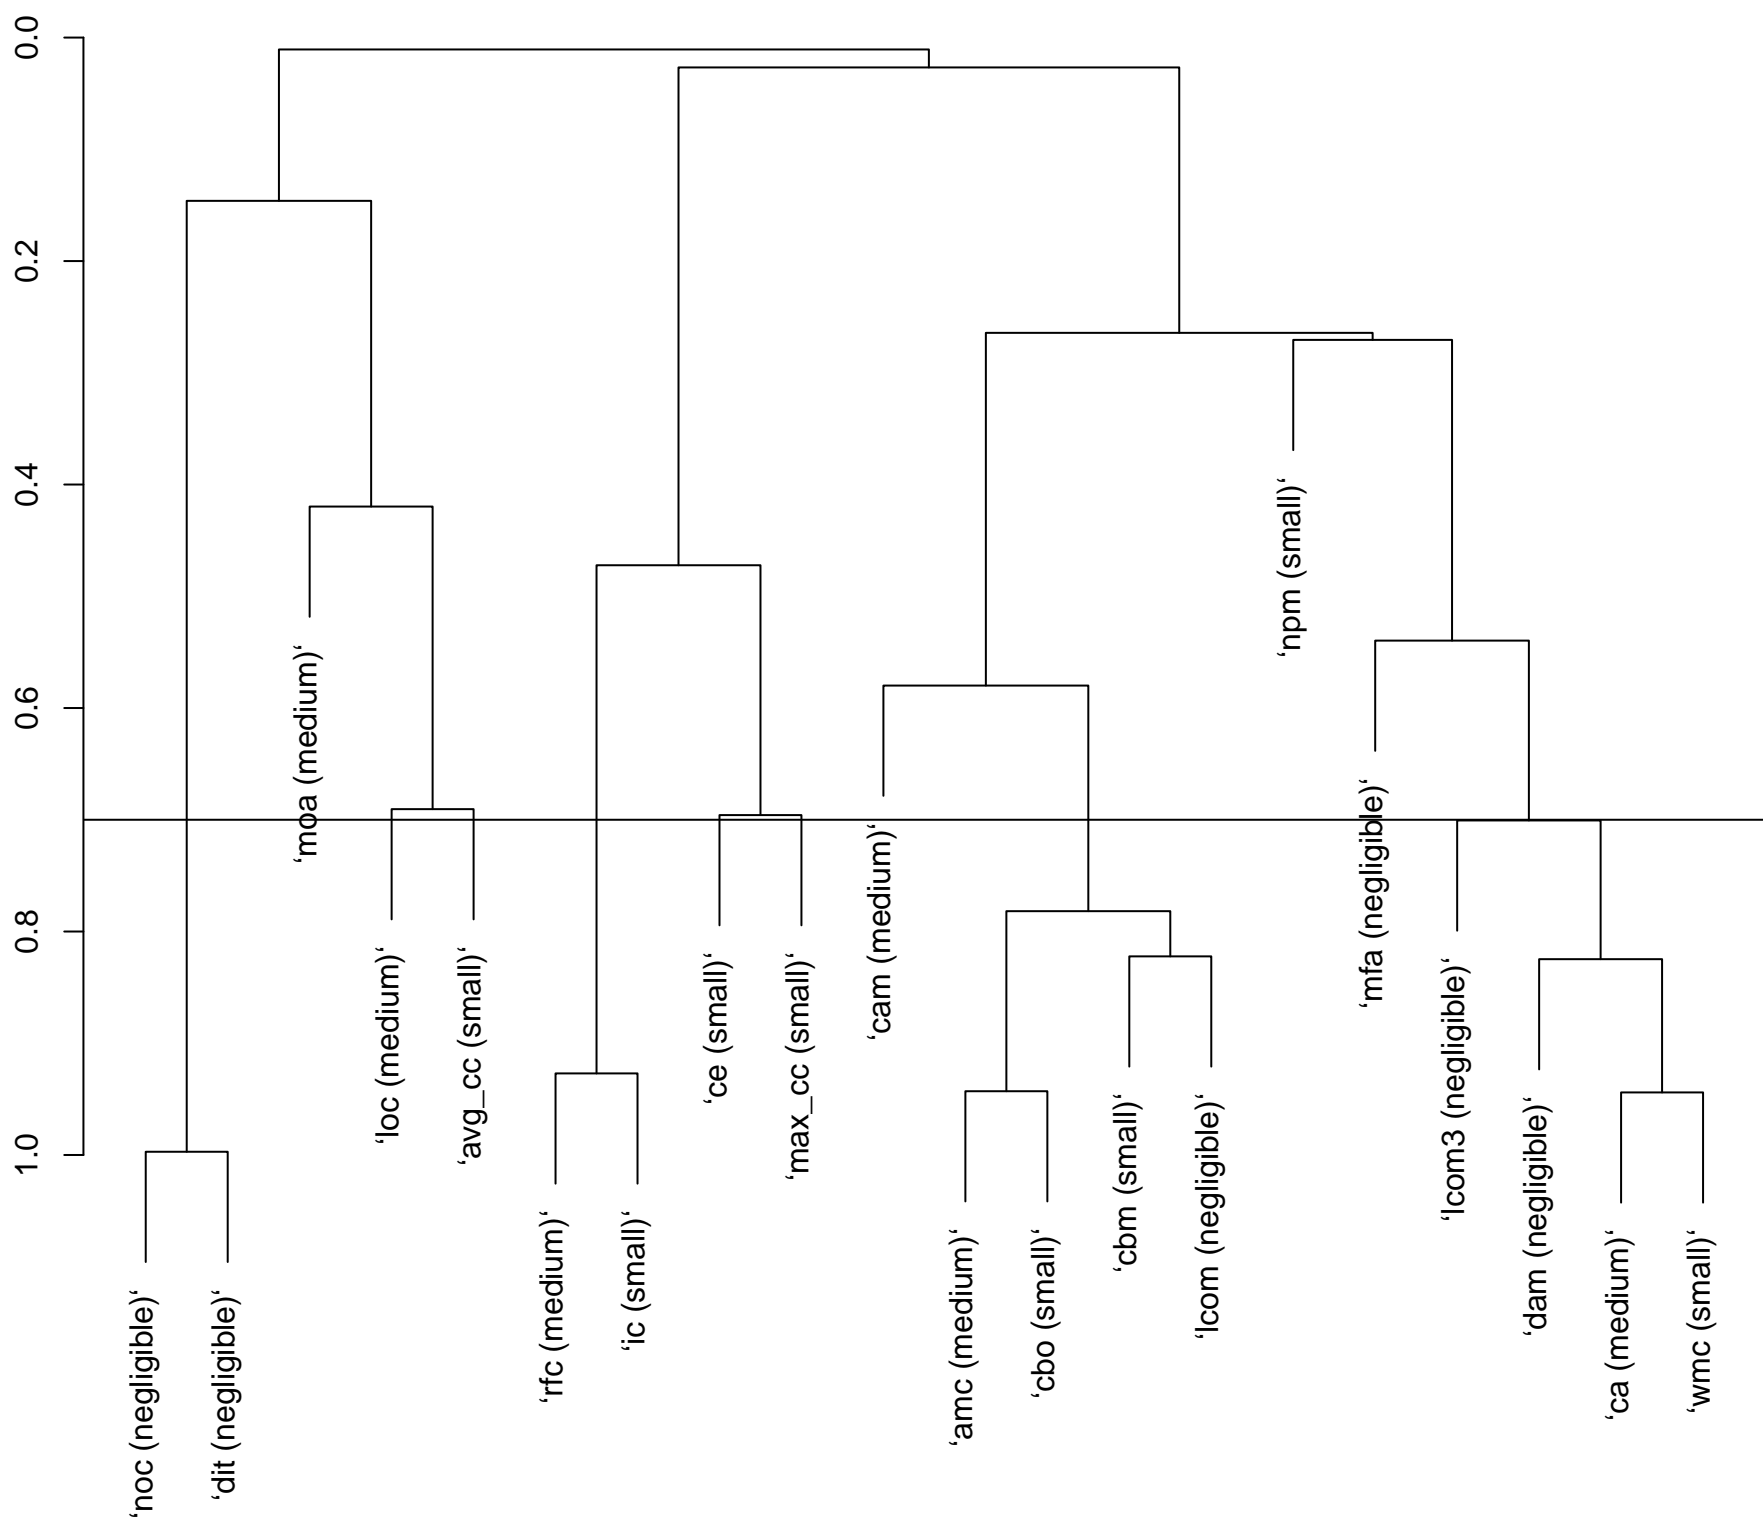 0.0
0.2
0.4
0.6
0.8
1.0
‘noc (negligible)‘
‘dit (negligible)‘
‘moa (medium)‘
‘loc (medium)‘
‘avg_cc (small)‘
‘rfc (medium)‘
‘ic (small)‘
‘ce (small)‘
‘max_cc (small)‘
‘cam (medium)‘
‘amc (medium)‘
‘cbo (small)‘
‘cbm (small)‘
‘lcom (negligible)‘
‘npm (small)‘
‘mfa (negligible)‘
‘lcom3 (negligible)‘
‘dam (negligible)‘
‘ca (medium)‘
‘wmc (small)‘